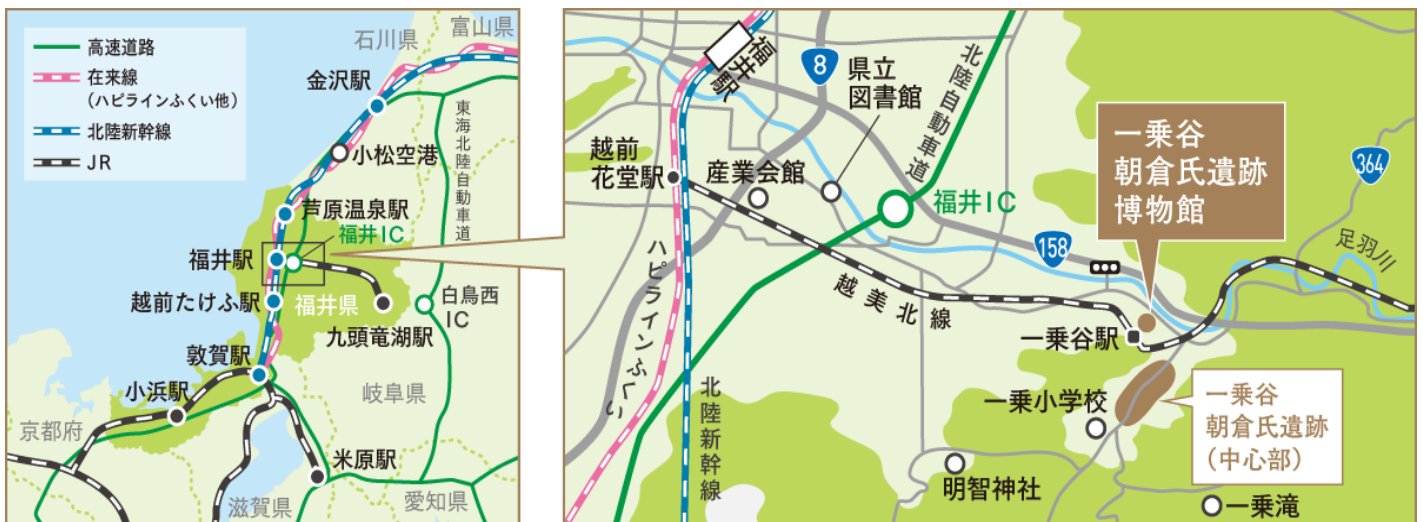 高速道路
在来線
(ハピラインふくい他)
北陸新幹線
JR
石川県
富山県
金沢駅
小松空港
東海北陸自動車道
芦原温泉駅
福井IC
福井駅
越前たけふ駅
福井県
九頭竜湖駅
白鳥西
IC
敦賀駅
小浜駅
岐阜県
京都府
米原駅
滋賀県
愛知県
福井駅
8
県立
図書館
北陸自動車道
越前
花堂駅
産業会館
福井IC
一乗谷
朝倉氏遺跡
博物館
364
158
足羽川
ハピラインふくい
越美北線
一乗谷駅
北陸新幹線
一乗小学校
一乗谷
朝倉氏遺跡
(中心部)
明智神社
一乗滝